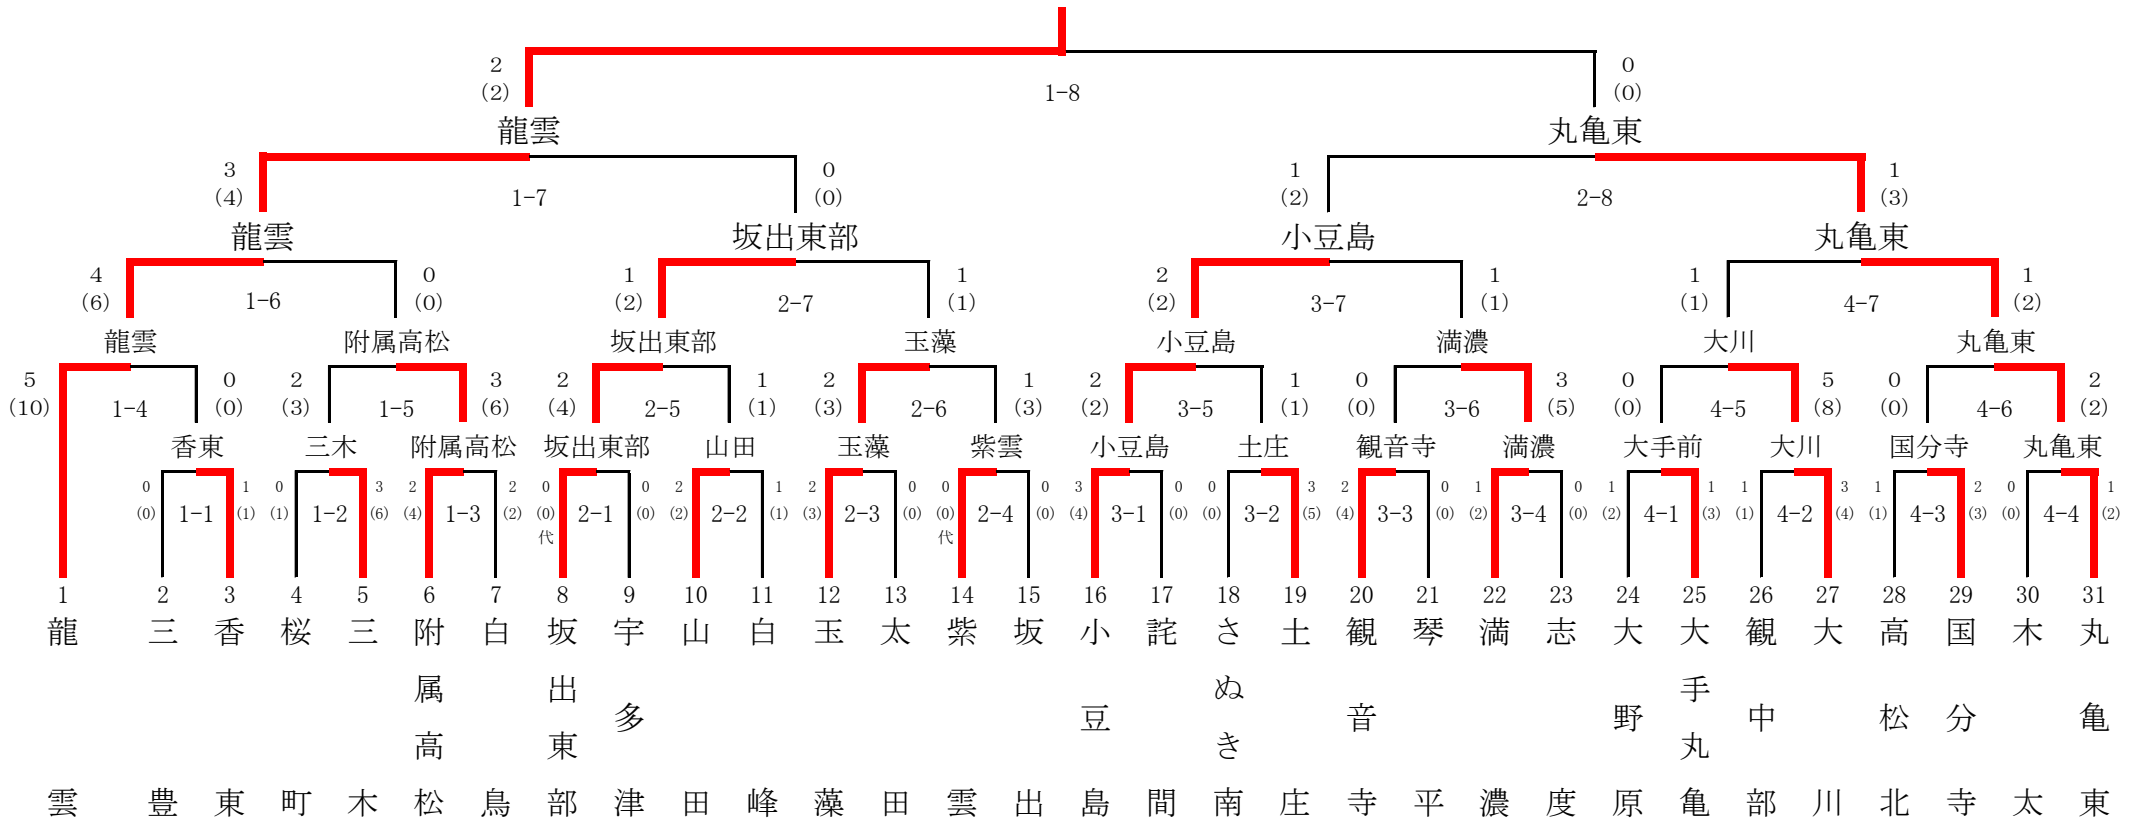 2 0
(2) 1-8 (0)
龍雲 丸亀東
3 0 1 1
(4) 1-7 (0) (2) 2-8 (3)
龍雲 坂出東部 小豆島 丸亀東
4 0 1 1 2 1 1 1
(6) 1-6 (0) (2) 2-7 (1) (2) 3-7 (1) (1) 4-7 (2)
龍雲 附属高松 坂出東部 玉藻 小豆島 満濃 大川 丸亀東
5 0 2 3 2 1 2 1 2 1 0 3 0 5 0 2
(10) 1-4 (0) (3) 1-5 (6) (4) 2-5 (1) (3) 2-6 (3) (2) 3-5 (1) (0) 3-6 (5) (0) 4-5 (8) (0) 4-6 (2)
香東 三木 附属高松 坂出東部 山田 玉藻 紫雲 小豆島 土庄 観音寺 満濃 大手前 大川 国分寺 丸亀東
0 1 0 3 2 2 0 0 2 1 2 0 0 0 3 0 0 3 2 0 1 0 1 1 1 3 1 2 0 1
(0) 1-1 (1) (1) 1-2 (6) (4) 1-3 (2) (0) 2-1 (0) (2) 2-2 (1) (3) 2-3 (0) (0) 2-4 (0) (4) 3-1 (0) (0) 3-2 (5) (4) 3-3 (0) (2) 3-4 (0) (2) 4-1 (3) (1) 4-2 (4) (1) 4-3 (3) (0) 4-4 (2)
代 代
1 2 3 4 5 6 7 8 9 10 11 12 13 14 15 16 17 18 19 20 21 22 23 24 25 26 27 28 29 30 31
龍雲
三豊
香東
桜町
三木
附属高松
白鳥
坂出東部
宇多津
山田
白峰
玉藻
太田
紫雲
坂出
小豆島
詫間
さぬき南
土庄
観音寺
琴平
満濃
志度
大野原
大手丸亀
観中部
大川
高松北
国分寺
木太
丸亀東